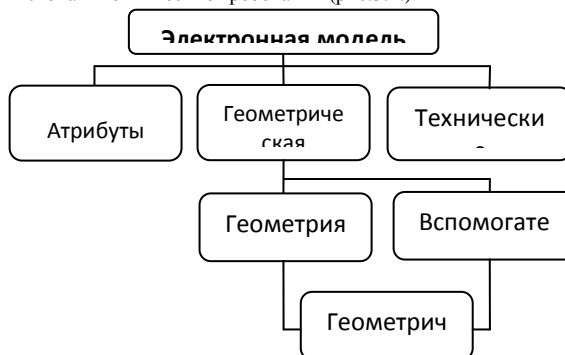 Электронная модель
Атрибуты
Геометриче
ская
Технически
Геометрия
Вспомогате
Геометрич